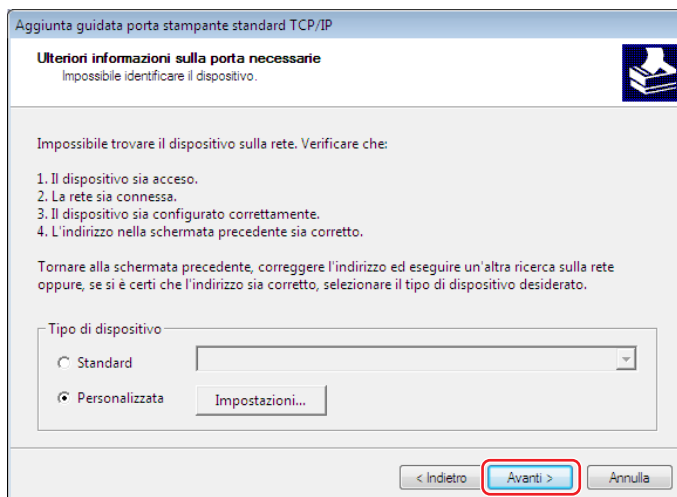 Aggiunta guidata porta stampante standard TCP/IP
Ulteriori informazioni sulla porta necessarie
Impossibile identificare il dispositivo.
Impossibile trovare il dispositivo sulla rete. Verificare che:
1. Il dispositivo sia acceso.
2. La rete sia connessa.
3. Il dispositivo sia configurato correttamente.
4. L'indirizzo nella schermata precedente sia corretto.
Tornare alla schermata precedente, correggere l'indirizzo ed eseguire un'altra ricerca sulla rete
oppure, se si è certi che l'indirizzo sia corretto, selezionare il tipo di dispositivo desiderato.
Tipo di dispositivo
Standard
Personalizzata
Impostazioni...
< Indietro
Avanti >
Annulla